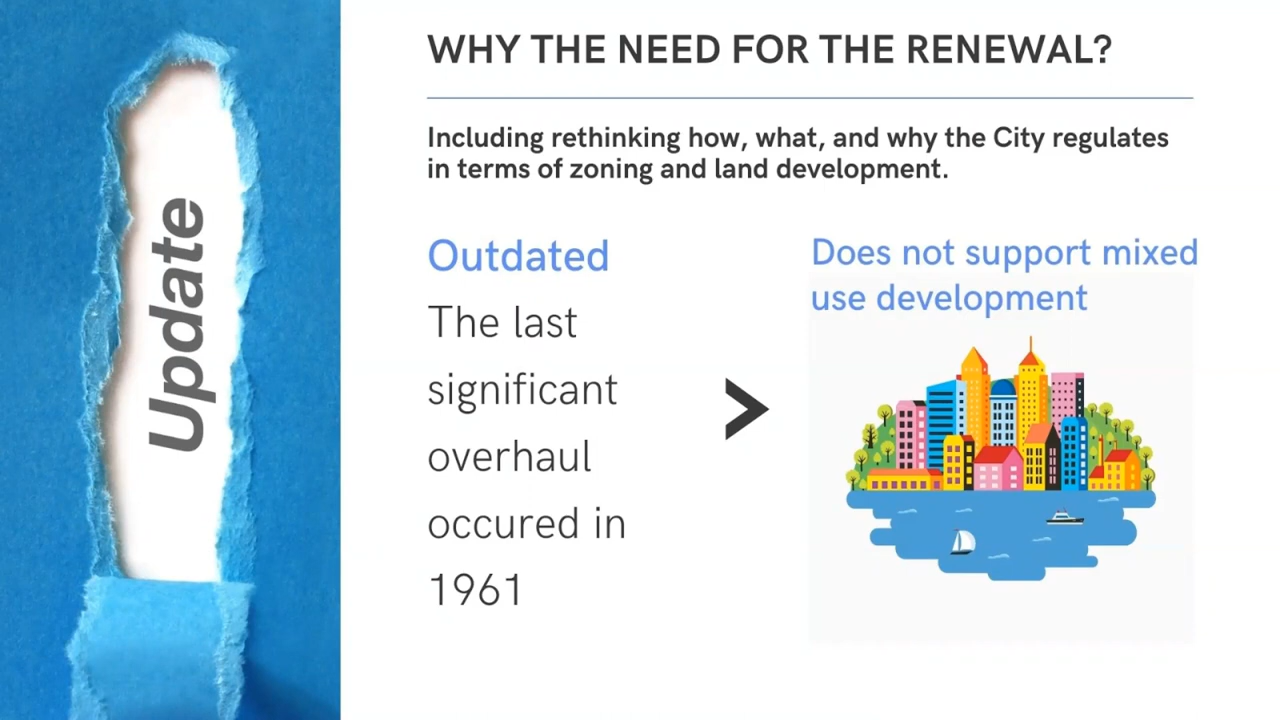 Update
WHY THE NEED FOR THE RENEWAL?
Including rethinking how, what, and why the City regulates
in terms of zoning and land development.
Outdated
The last
significant
overhaul
occured in
1961
>
Does not support mixed
use development